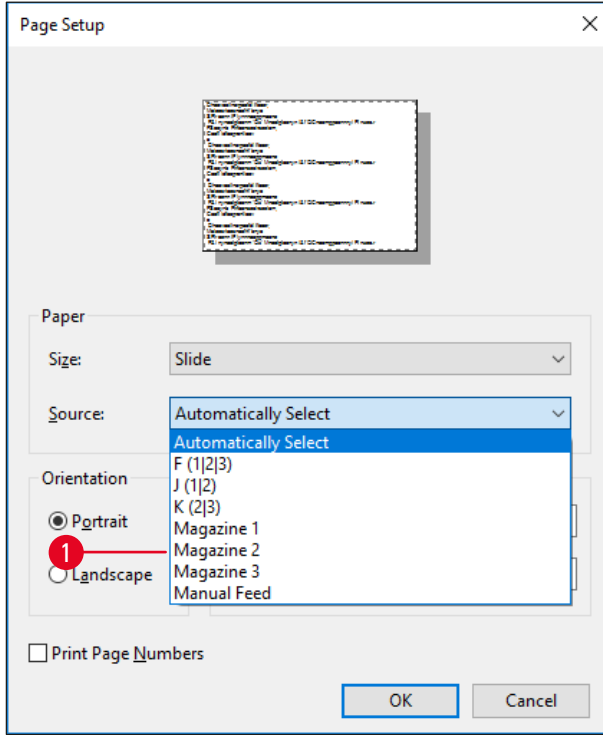 Page Setup
Paper
Size:
Slide
Source:
Automatically Select
Automatically Select
F (1|2|3)
J (1|2)
K (2|3)
Magazine 1
Magazine 2
Magazine 3
Manual Feed
Orientation
Portrait
1
Landscape
Print Page Numbers
OK
Cancel